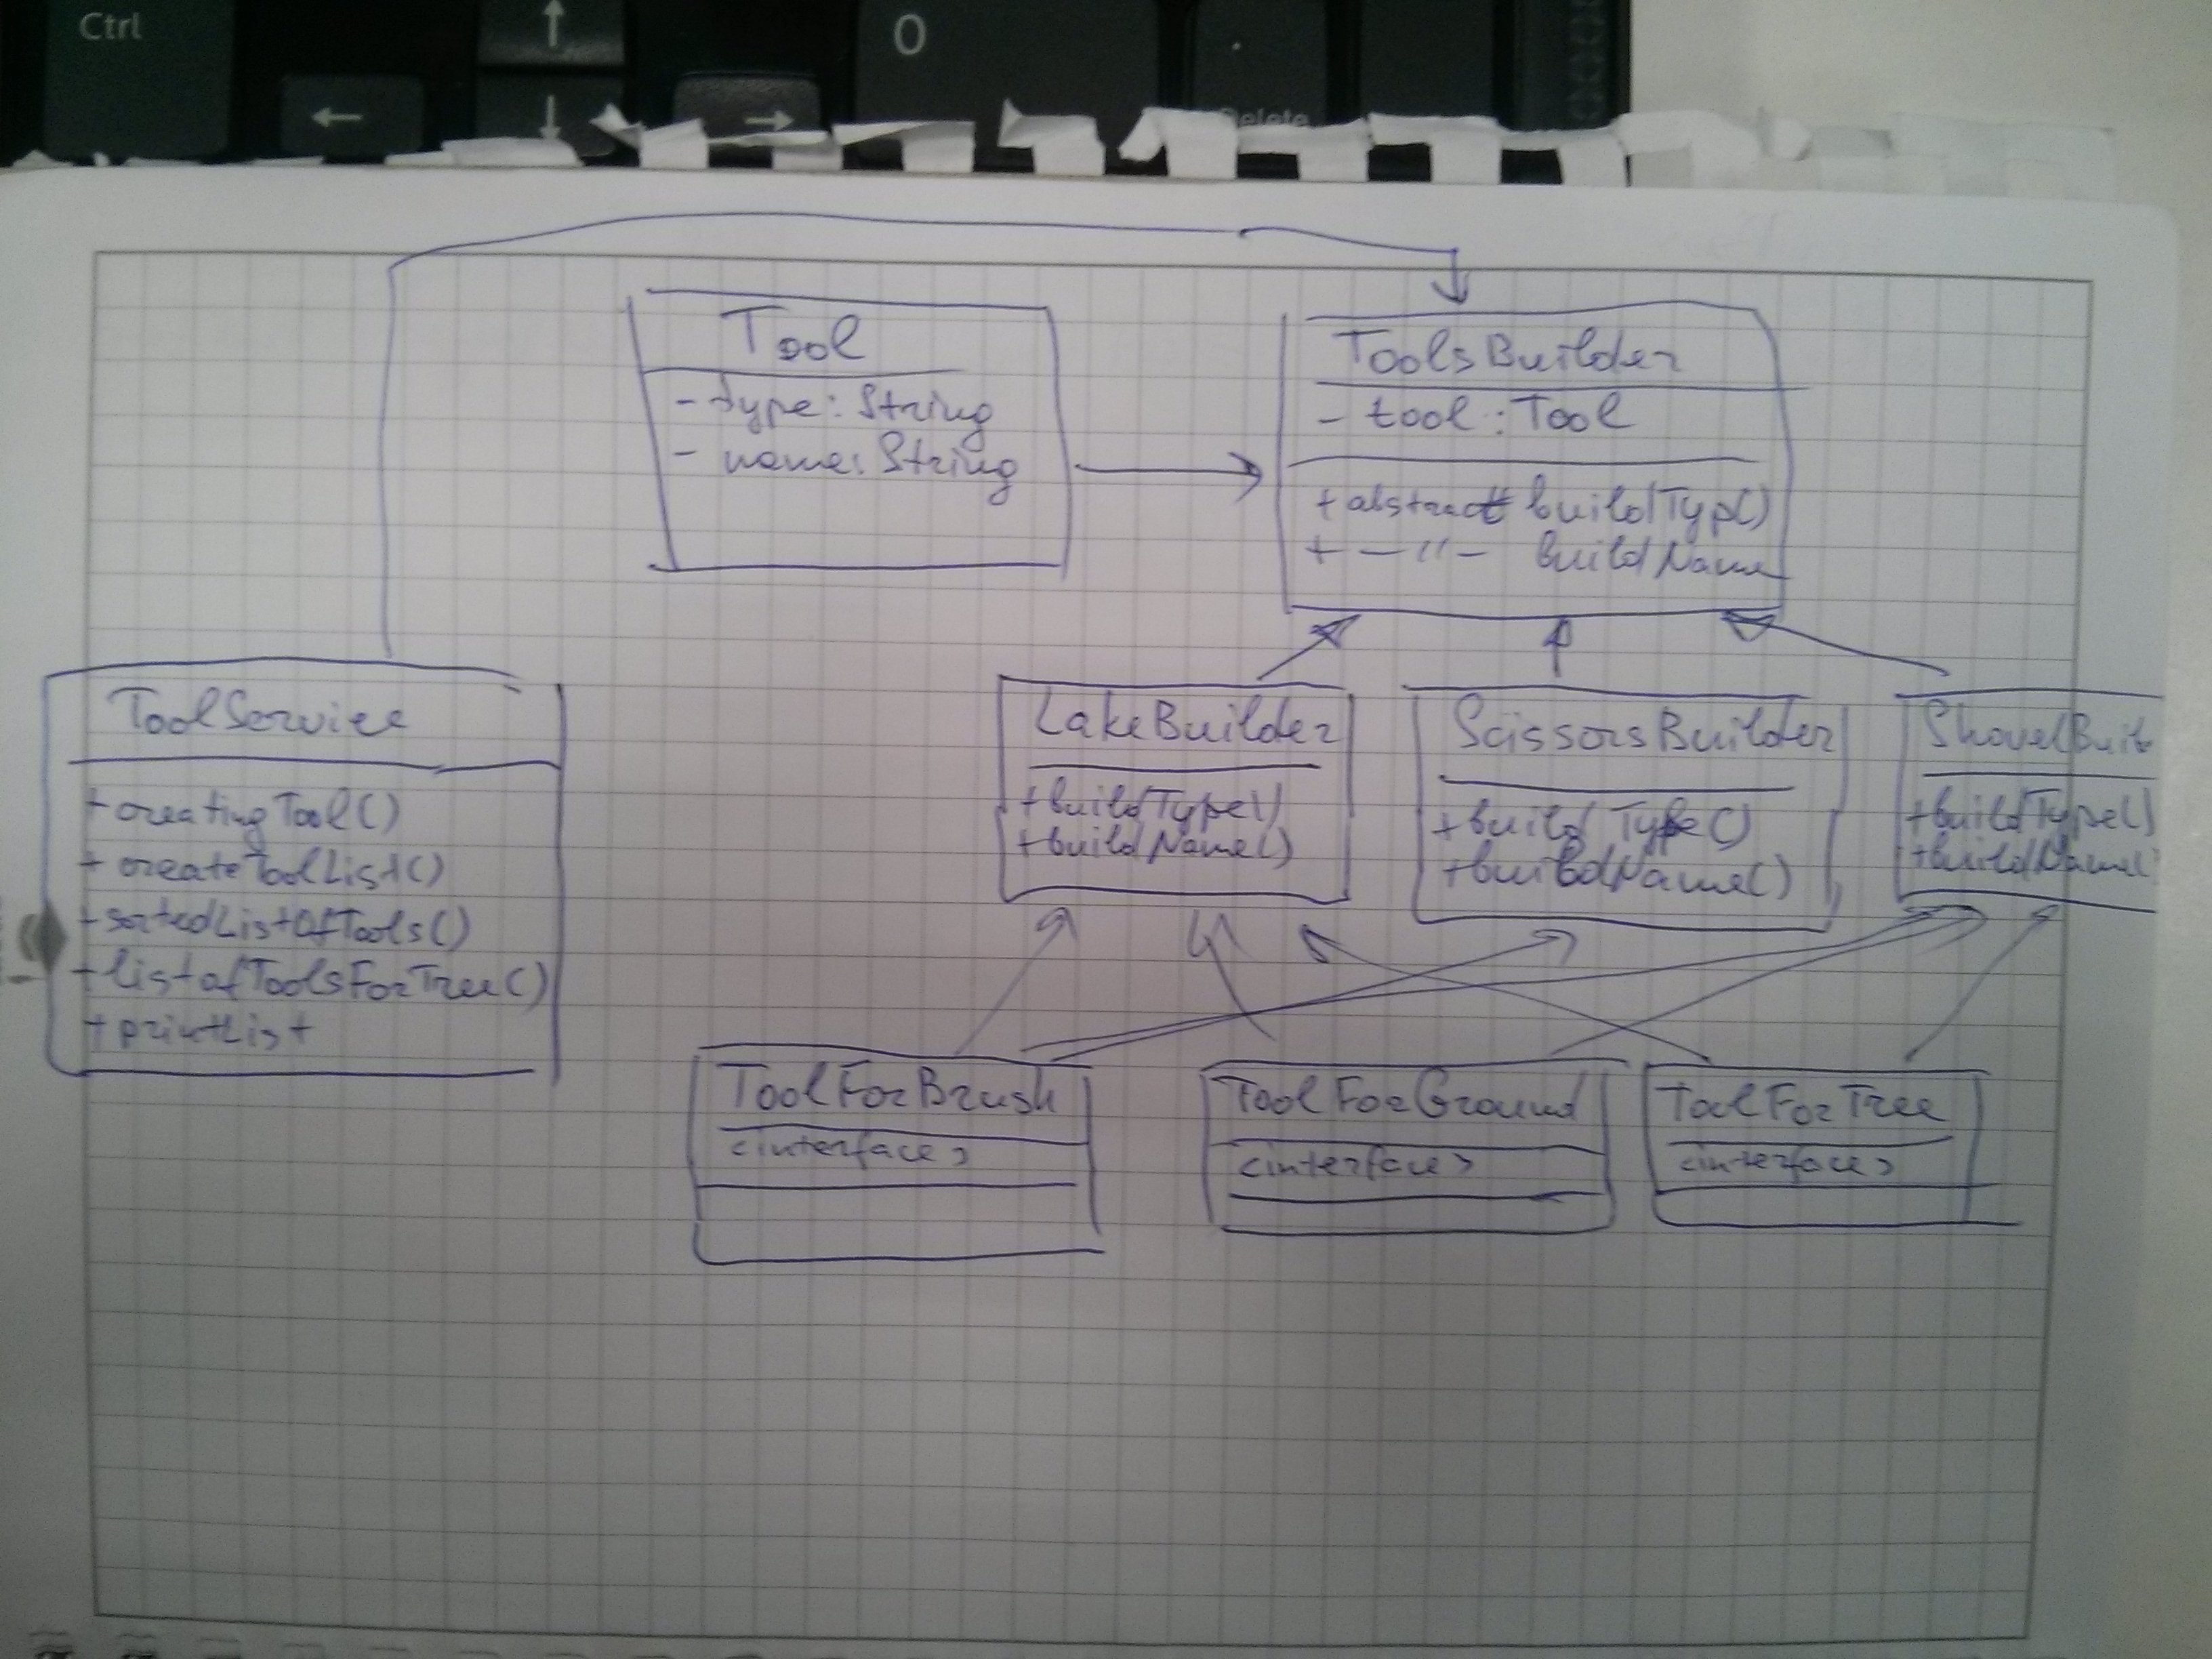 Ctrl
↑
0
.
←
↓
→
Delete
Tool
- type: String
- name: String
ToolsBuilder
- tool: Tool
+ abstract buildTyp()
+ —〃— buildName
ToolService
+ creatingTool()
+ createToolList()
+ sortedListOfTools()
+ listofToolsForTree()
+ printList
LakeBuilder
+ buildType()
+ buildName()
ScissorsBuilder
+ build Type()
+ buildName()
ShovelBuil
+ buildType()
+ buildName(
ToolForBrush
<interface>
ToolForGround
<interface>
ToolForTree
<interface>